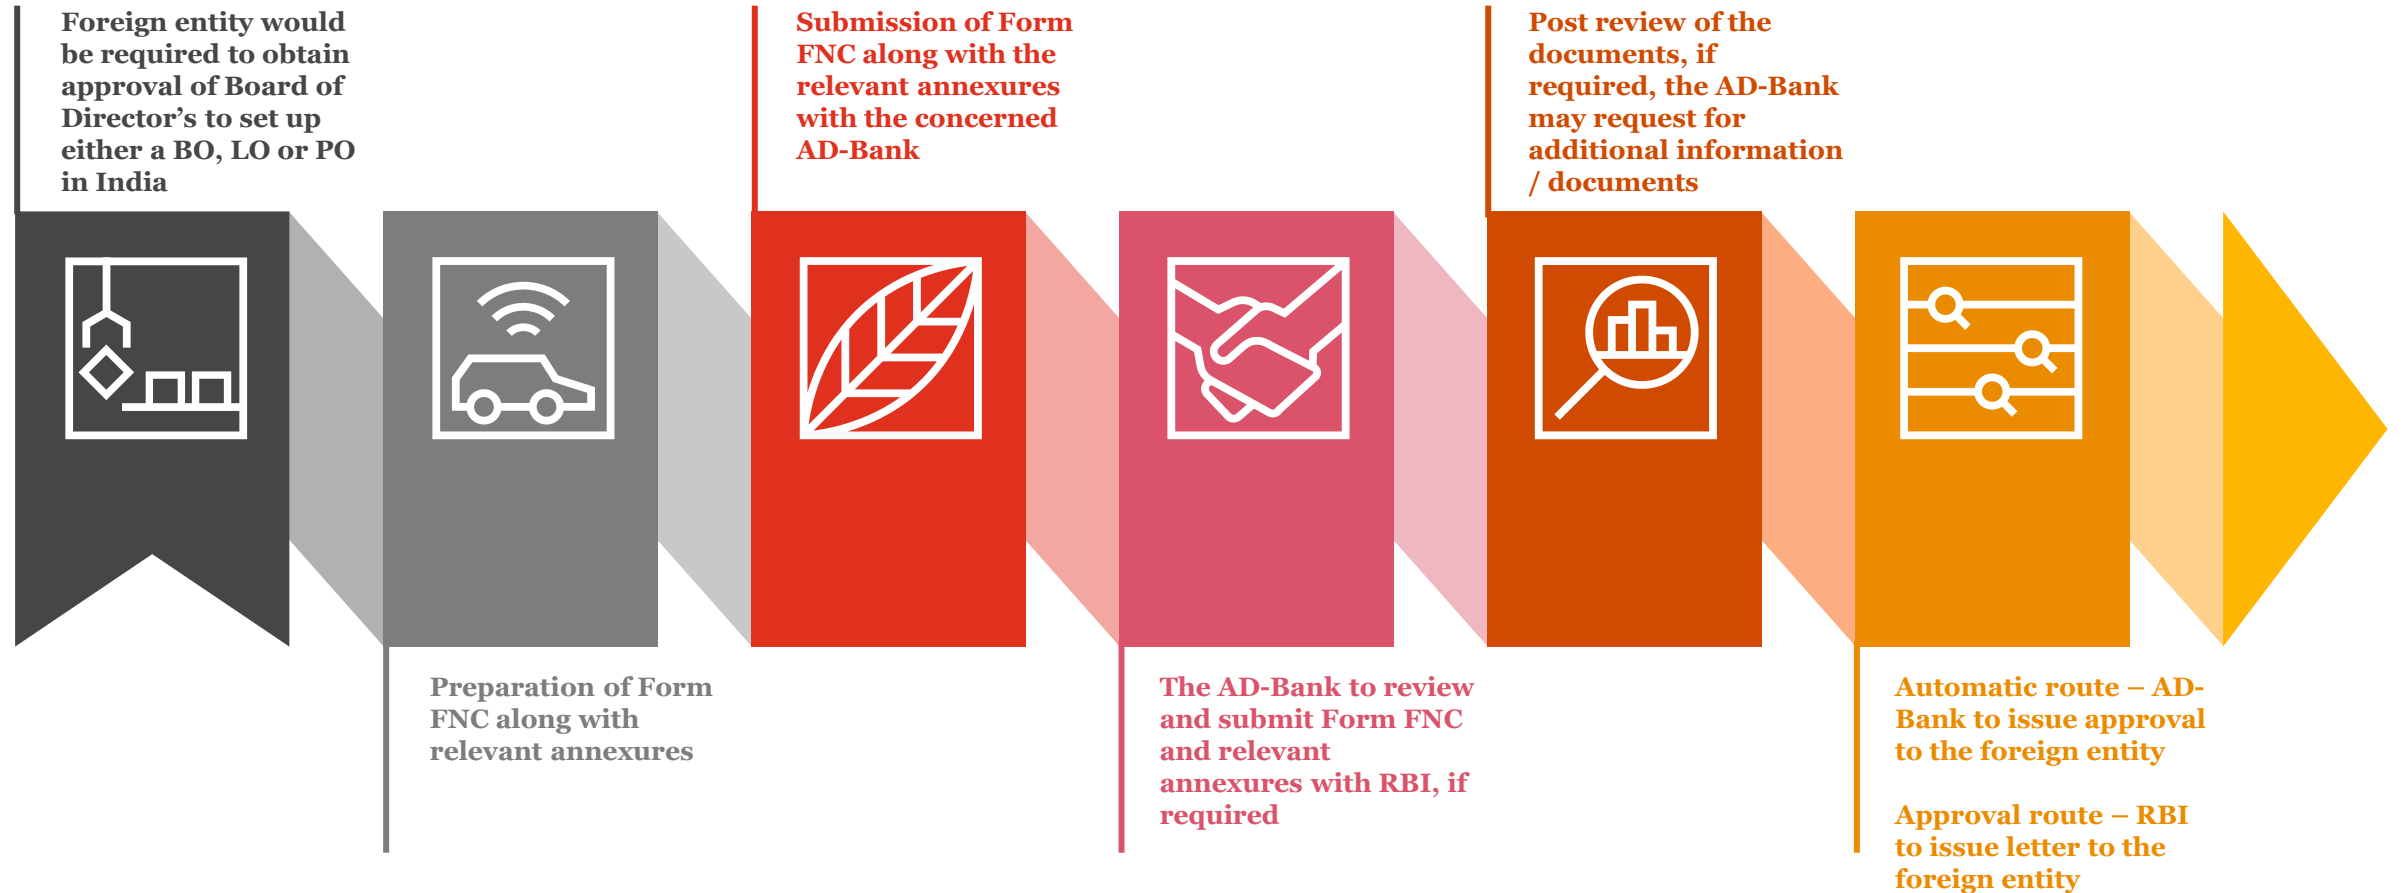 Foreign entity would
be required to obtain
approval of Board of
Director’s to set up
either a BO, LO or PO
in India
Preparation of Form
FNC along with
relevant annexures
Submission of Form
FNC along with the
relevant annexures
with the concerned
AD-Bank
The AD-Bank to review
and submit Form FNC
and relevant
annexures with RBI, if
required
Post review of the
documents, if
required, the AD-Bank
may request for
additional information
/ documents
Automatic route – AD-
Bank to issue approval
to the foreign entity
Approval route – RBI
to issue letter to the
foreign entity